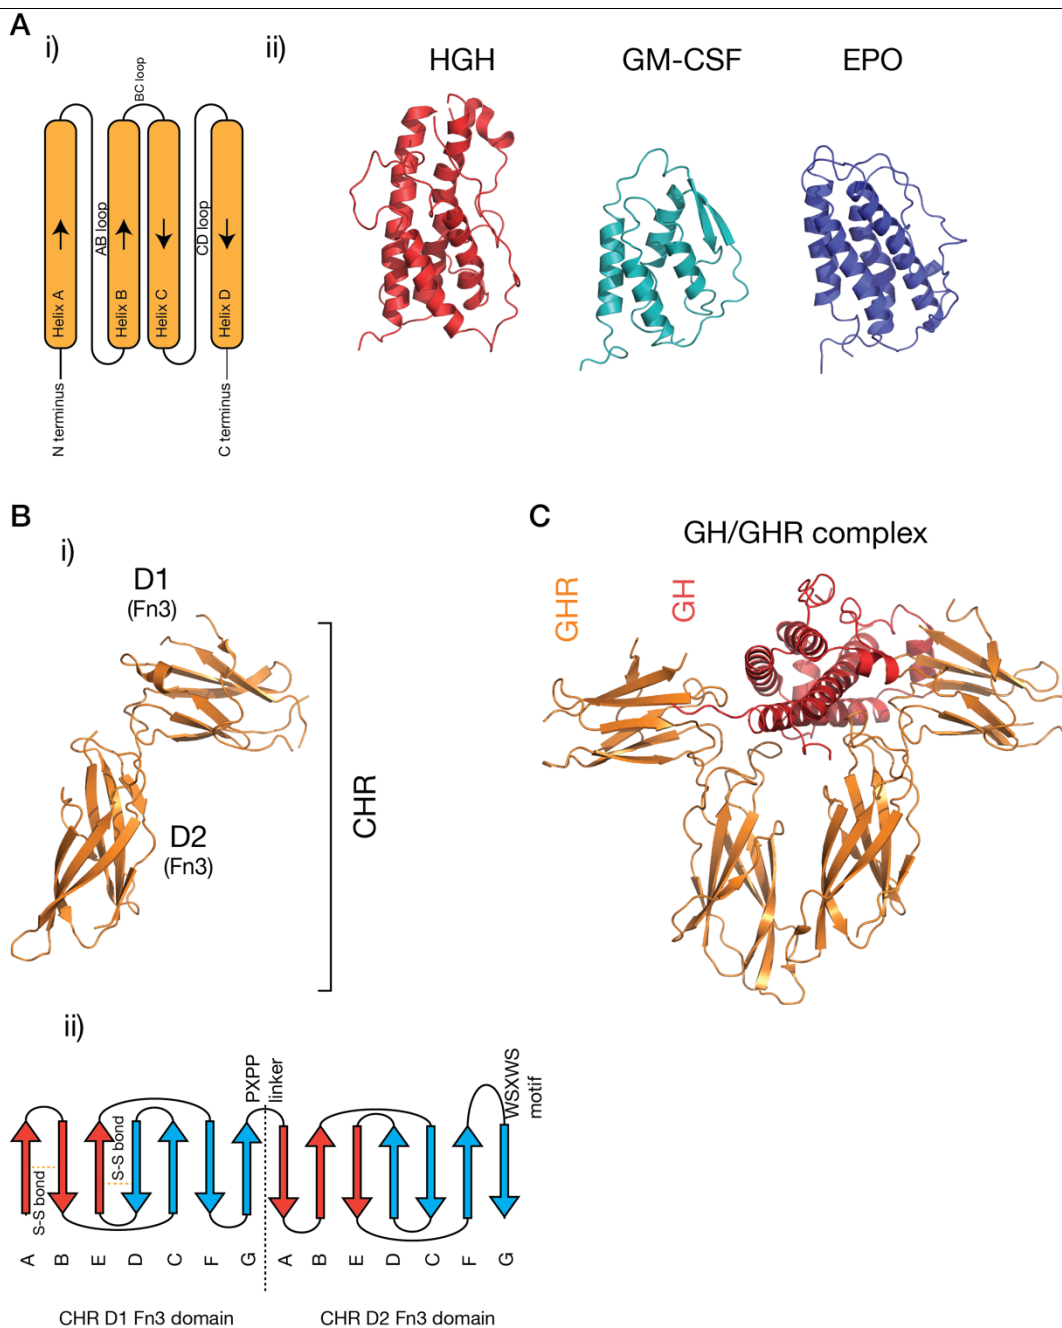 A
i)
BC loop
AB loop
CD loop
Helix A
Helix B
Helix C
Helix D
N terminus
C terminus
ii)
HGH
GM-CSF
EPO
B
i)
D1
(Fn3)
D2
(Fn3)
CHR
C
GH/GHR complex
GHR
GH
ii)
PXPP
linker
WSXWS
motif
S-S bond
S-S bond
A B E D C F G A B E D C F G
CHR D1 Fn3 domain
CHR D2 Fn3 domain